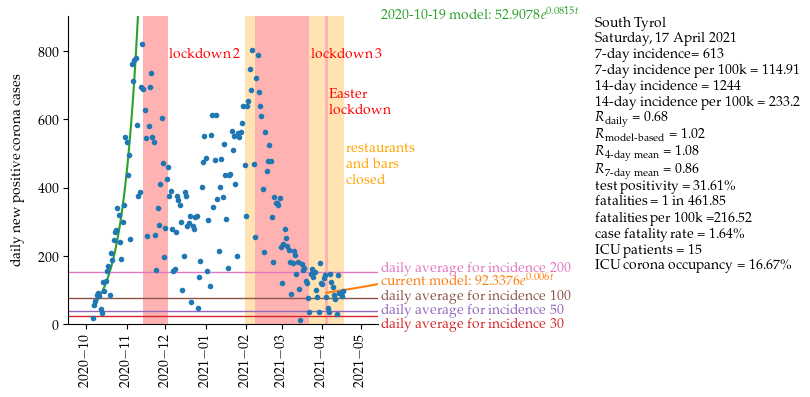 2020-10-19 model: 52.9078e^0.0815t
daily new positive corona cases
800
600
400
200
0
lockdown 2
lockdown 3
Easter
lockdown
restaurants
and bars
closed
daily average for incidence 200
current model: 92.3376e^0.006t
daily average for incidence 100
daily average for incidence 50
daily average for incidence 30
2020−10
2020−11
2020−12
2021−01
2021−02
2021−03
2021−04
2021−05
South Tyrol
Saturday, 17 April 2021
7-day incidence= 613
7-day incidence per 100k = 114.91
14-day incidence = 1244
14-day incidence per 100k = 233.2
R_daily = 0.68
R_model-based = 1.02
R_4-day mean = 1.08
R_7-day mean = 0.86
test positivity = 31.61%
fatalities = 1 in 461.85
fatalities per 100k =216.52
case fatality rate = 1.64%
ICU patients = 15
ICU corona occupancy = 16.67%